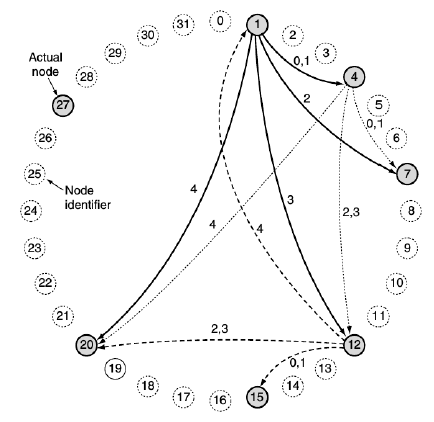 31 0 1 2
30 3
29 0,1
Actual
node
28 4
27 2 5
0,1
26 6
25 7
Node
identifier
4 3
24 4 4 2,3 8
23 9
22 10
21 11
2,3
20 12
19 0,1 13
18 14
17 16 15